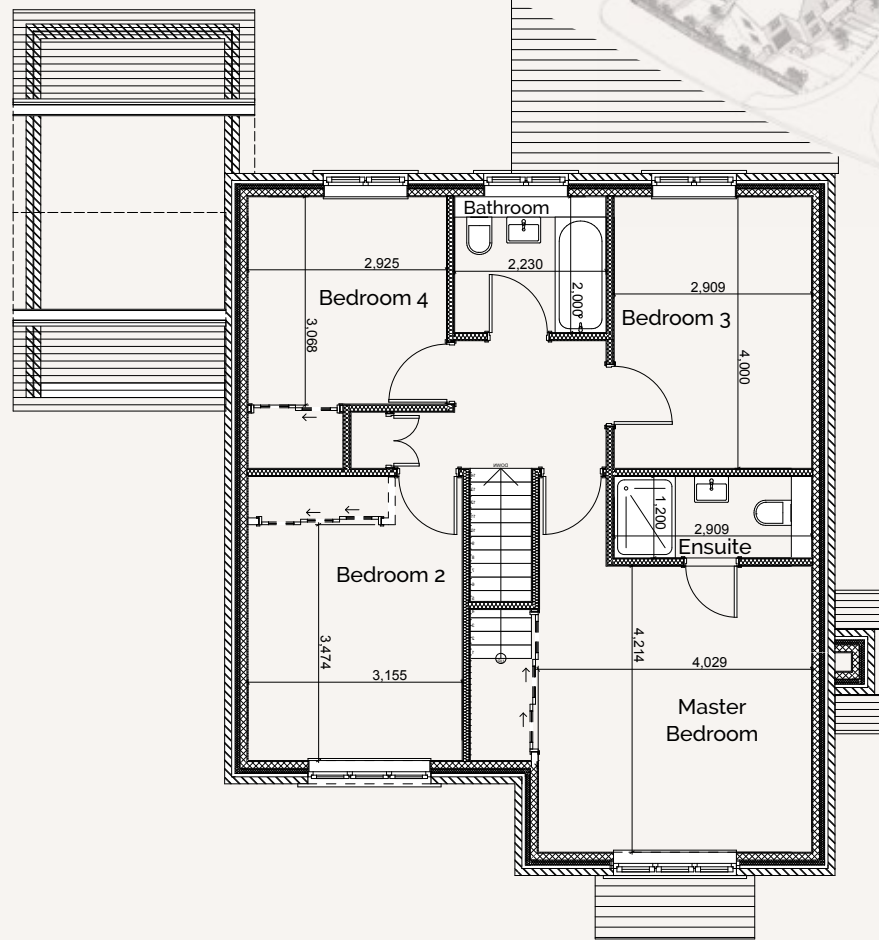 Bathroom
2,925
2,230
Bedroom 4
2,000
2,909
Bedroom 3
3,068
4,000
DOWN
1,200
2,909
Ensuite
Bedroom 2
3,474
3,155
4,214
4,029
Master
Bedroom